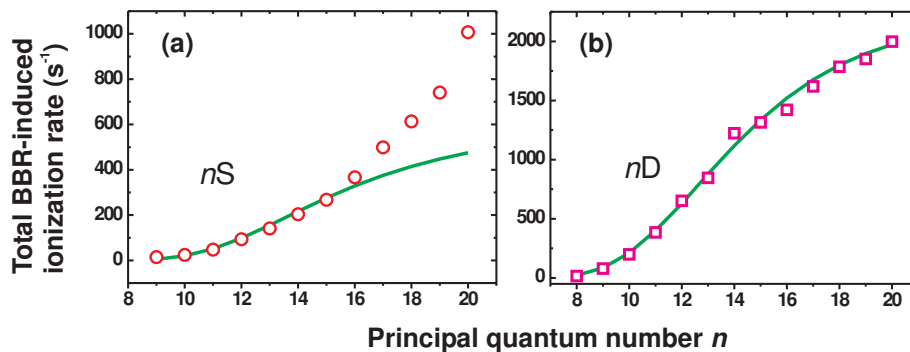 Total BBR-induced
ionization rate (s-1)
(a)
nS
1000
800
600
400
200
0
8 10 12 14 16 18 20
(b)
nD
2000
1500
1000
500
0
8 10 12 14 16 18 20
Principal quantum number n